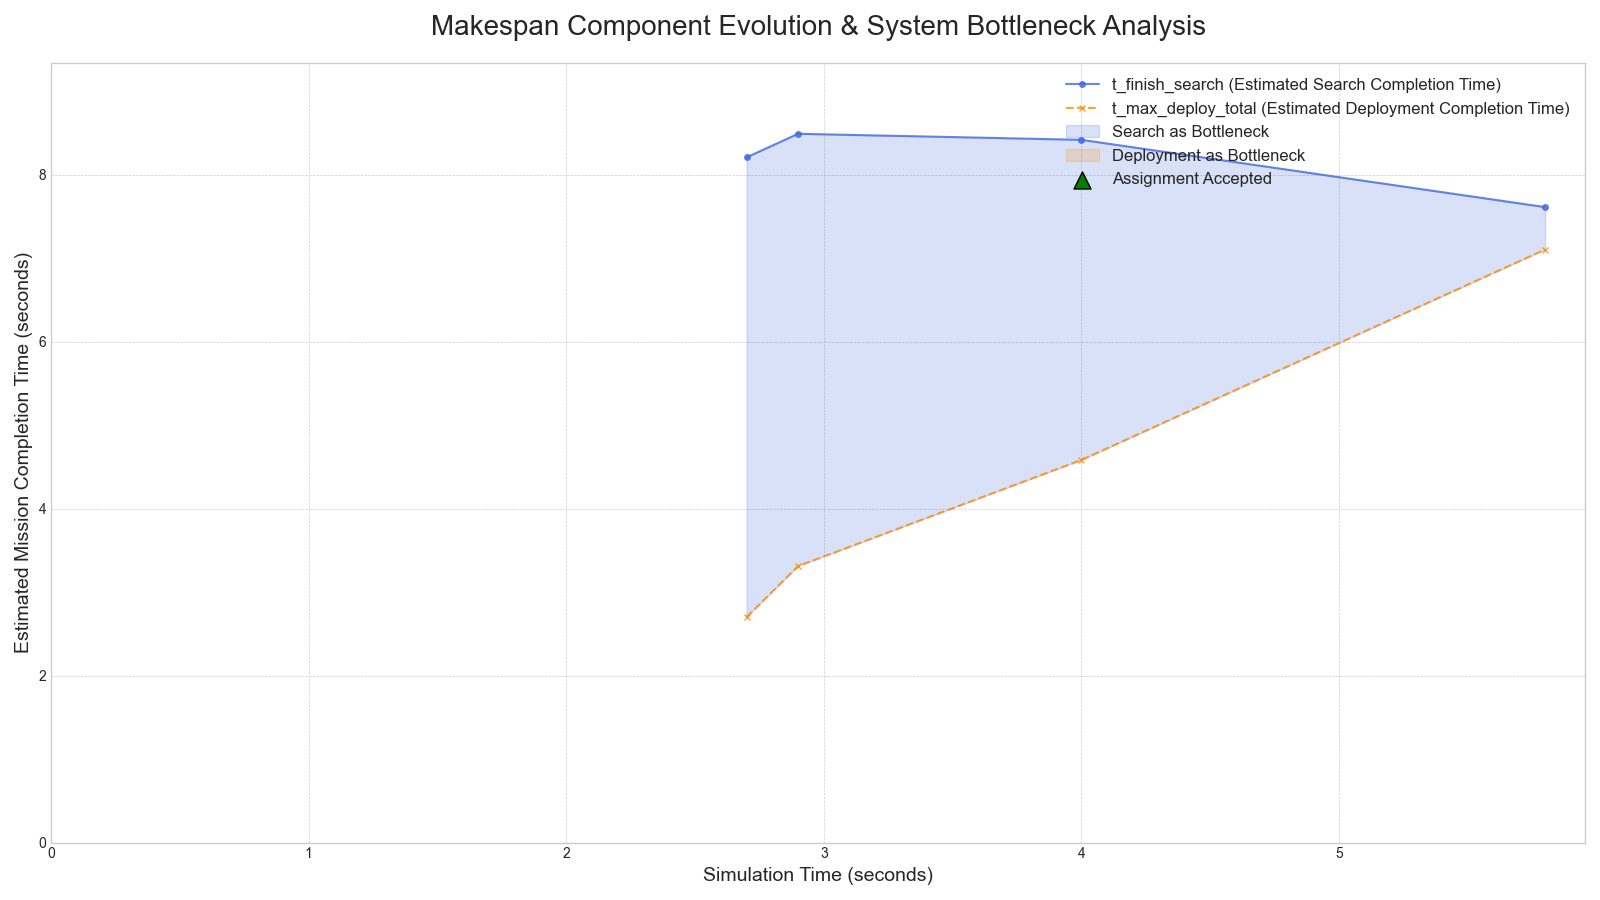 Makespan Component Evolution & System Bottleneck Analysis
t_finish_search (Estimated Search Completion Time)
t_max_deploy_total (Estimated Deployment Completion Time)
Search as Bottleneck
Deployment as Bottleneck
Assignment Accepted
Estimated Mission Completion Time (seconds)
8
6
4
2
0
0 1 2 3 4 5
Simulation Time (seconds)